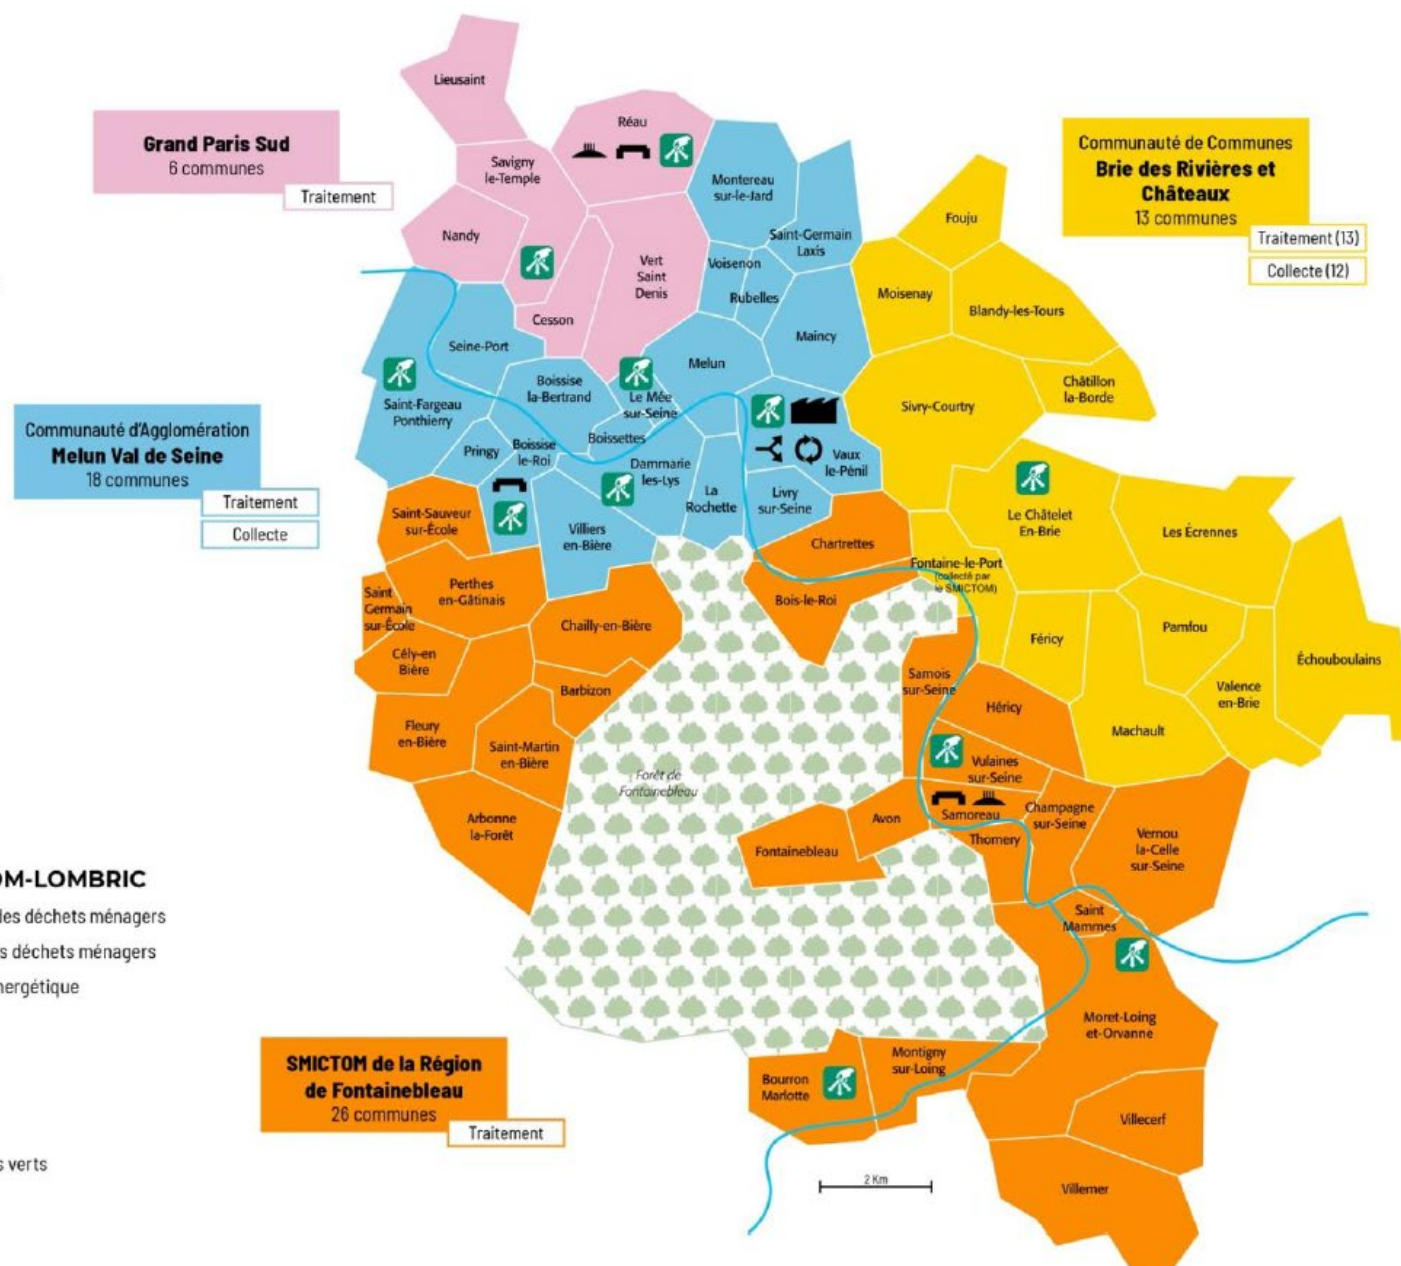 Lieusaint
Grand Paris Sud
6 communes
Traitement
Réau
Savigny
le-Temple
Nandy
Vert
Saint
Denis
Cesson
Montereau
sur-le-Jard
Saint-Germain
Laxis
Voisenon
Rubelles
Maincy
Communauté de Communes
Brie des Rivières et
Châteaux
13 communes
Traitement (13)
Collecte (12)
Fouju
Moisenay
Blandy-les-Tours
Châtillon
la-Borde
Sivry-Courtry
Seine-Port
Melun
Boissise
la-Bertrand
Le Mée
sur-Seine
Saint-Fargeau
Ponthierry
Communauté d'Agglomération
Melun Val de Seine
18 communes
Traitement
Collecte
Pringy
Boissise
le-Roi
Boissettes
Dammarie
les-Lys
La
Rochette
Vaux
le-Pénil
Livry
sur-Seine
Villiers
en-Bière
Le Châtelet
En-Brie
Les Écrennes
Fontaine-le-Port
(collecté par
le SMICTOM)
Féricy
Pamfou
Échouboulains
Valence
en-Brie
Machault
Saint-Sauveur
sur-École
Chartrettes
Bois-le-Roi
Perthes
en-Gâtinais
Saint
Germain
sur-École
Chailly-en-Bière
Cély-en
Bière
Barbizon
Fleury
en-Bière
Saint-Martin
en-Bière
Arbonne
la-Forêt
Forêt de
Fontainebleau
Samois
sur-Seine
Héricy
Vulaines
sur-Seine
Samoreau
Champagne
sur-Seine
Avon
Fontainebleau
Thomery
Vernou
la-Celle
sur-Seine
Saint
Mammes
Moret-Loing
et-Orvanne
Montigny
sur-Loing
Bourron
Marlotte
Villecerf
Villemer
2 Km
OM-LOMBRIC
des déchets ménagers
s déchets ménagers
nergétique
s verts
SMICTOM de la Région
de Fontainebleau
26 communes
Traitement